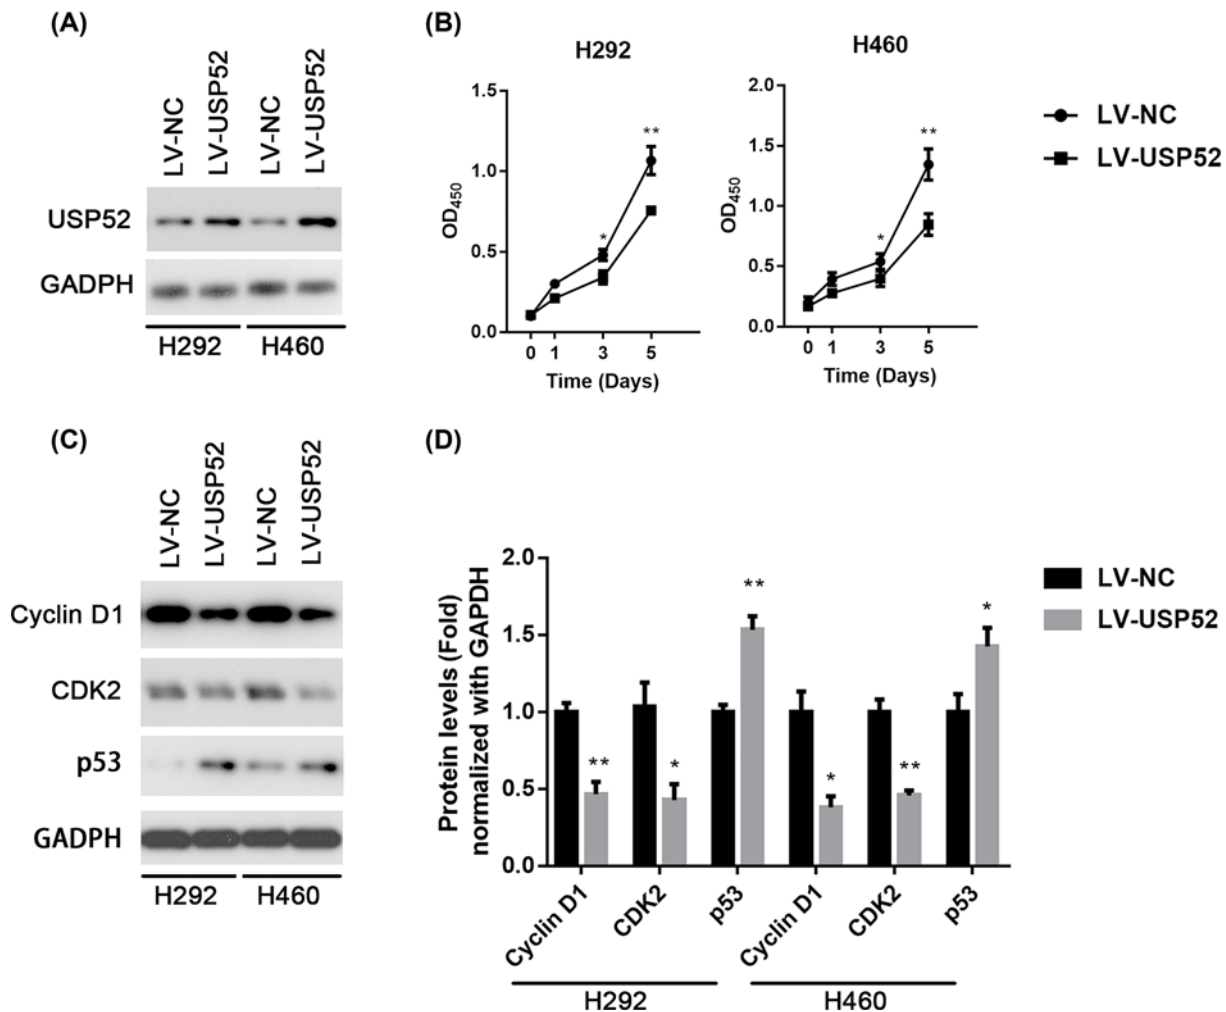 (A)
LV-NC
LV-USP52
LV-NC
LV-USP52
USP52
GADPH
H292
H460
(B)
H292
1.5
1.0
0.5
0.0
OD450
**
*
0
1
3
5
Time (Days)
H460
2.0
1.5
1.0
0.5
0.0
OD450
**
*
0
1
3
5
Time (Days)
LV-NC
LV-USP52
(C)
LV-NC
LV-USP52
LV-NC
LV-USP52
Cyclin D1
CDK2
p53
GADPH
H292
H460
(D)
Protein levels (Fold)
normalized with GAPDH
2.0
1.5
1.0
0.5
0.0
**
*
**
*
**
*
Cyclin D1
CDK2
p53
Cyclin D1
CDK2
p53
H292
H460
LV-NC
LV-USP52